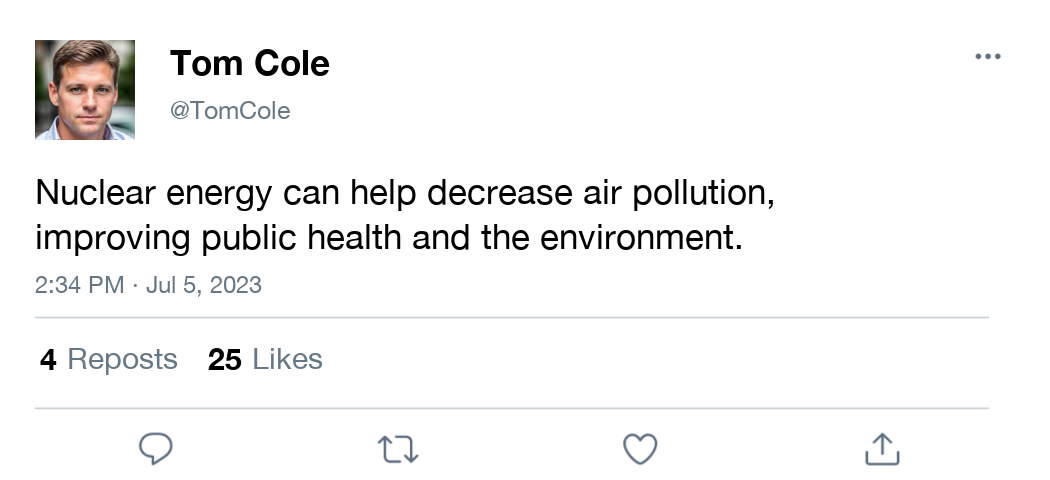 Tom Cole
@TomCole
Nuclear energy can help decrease air pollution,
improving public health and the environment.
2:34 PM · Jul 5, 2023
4 Reposts 25 Likes